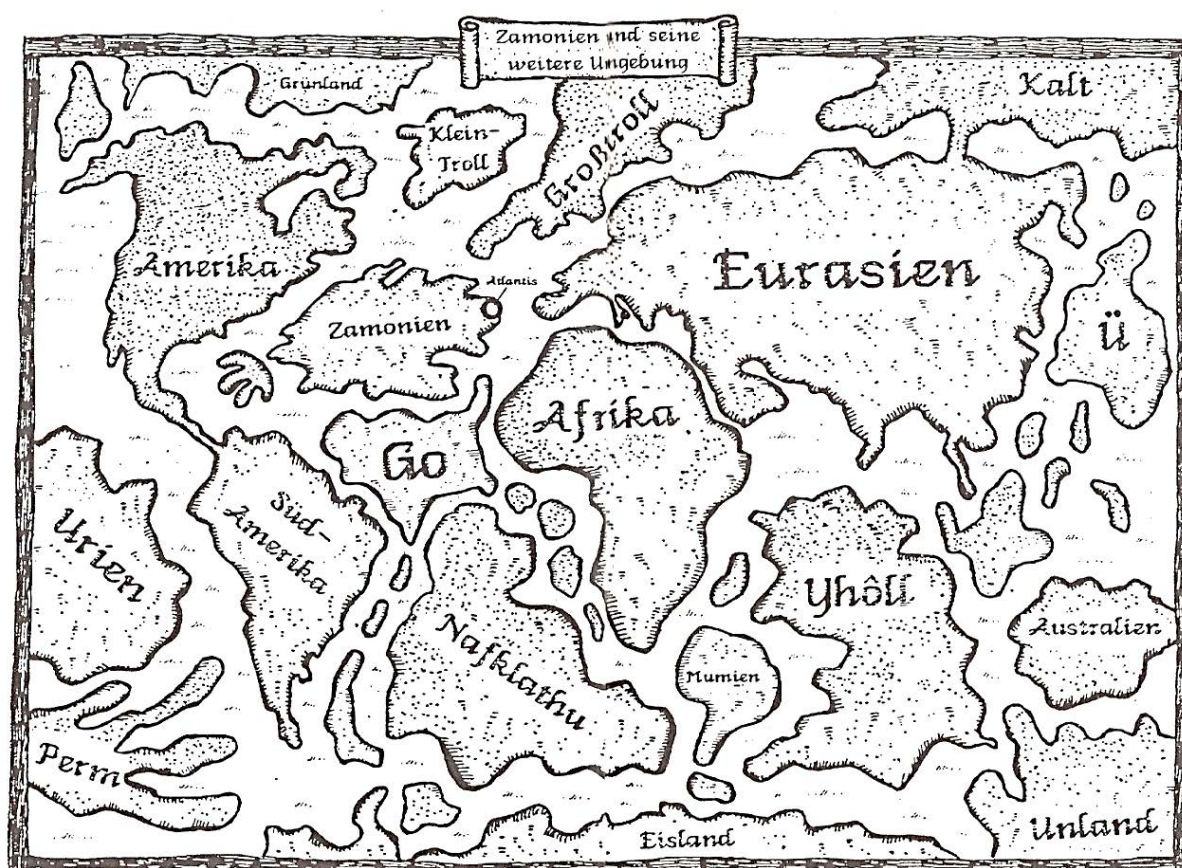 Zamonien und seine
weitere Umgebung
Grünland
Klein-
Troll
Großtroll
Kalt
Amerika
Atlantis
Eurasien
Zamonien
Ü
Afrika
Go
Urien
Süd-
Amerika
Yhôll
Nafklathu
Australien
Mumien
Perm
Unland
Eisland